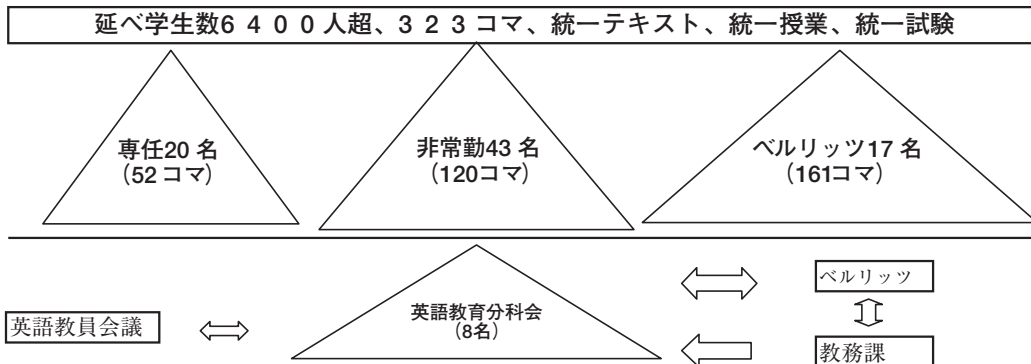 延べ学生数6４００人超、３２３コマ、統一テキスト、統一授業、統一試験
専任20 名
(52 コマ)
非常勤43 名
(120コマ)
ベルリッツ17 名
(161コマ)
英語教員会議
英語教育分科会
(8名)
ベルリッツ
教務課